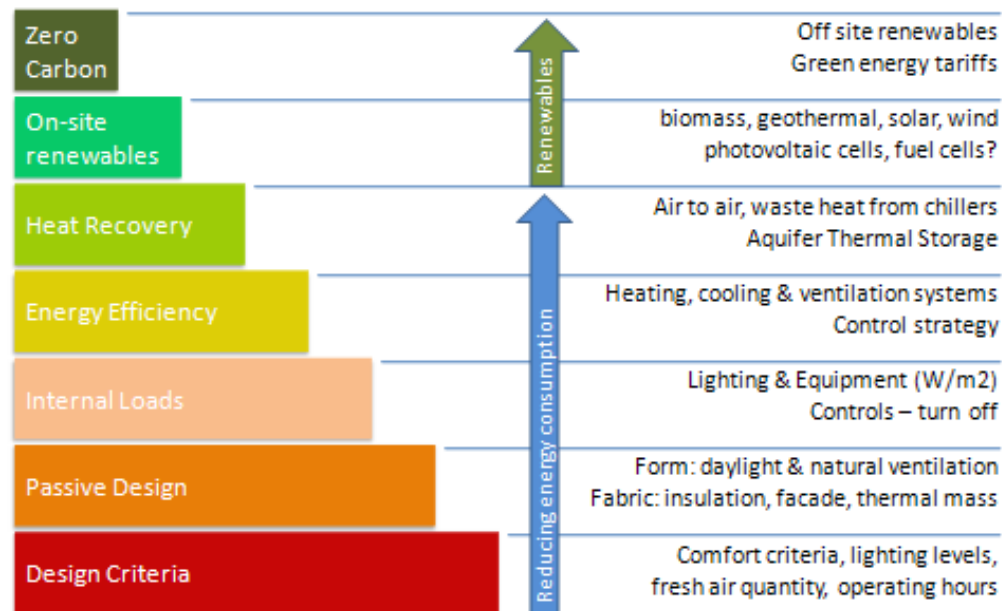 Zero
Carbon
Off site renewables
Green energy tariffs
On-site
renewables
biomass, geothermal, solar, wind
photovoltaic cells, fuel cells?
Heat Recovery
Air to air, waste heat from chillers
Aquifer Thermal Storage
Energy Efficiency
Heating, cooling & ventilation systems
Control strategy
Internal Loads
Lighting & Equipment (W/m2)
Controls – turn off
Passive Design
Form: daylight & natural ventilation
Fabric: insulation, facade, thermal mass
Design Criteria
Comfort criteria, lighting levels,
fresh air quantity, operating hours
Renewables
Reducing energy consumption